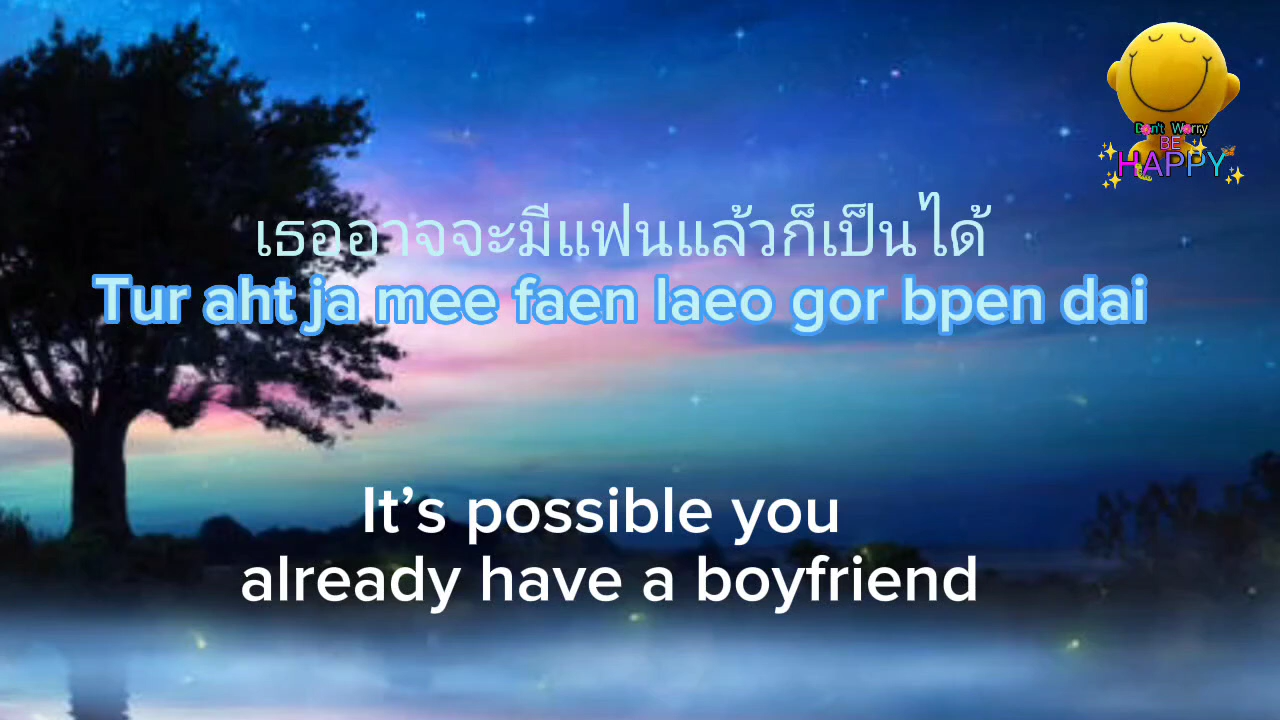 Don't Worry
BE
HAPPY
เธออาจจะมีแฟนแล้วก็เป็นได้
Tur aht ja mee faen laeo gor bpen dai
It’s possible you
already have a boyfriend